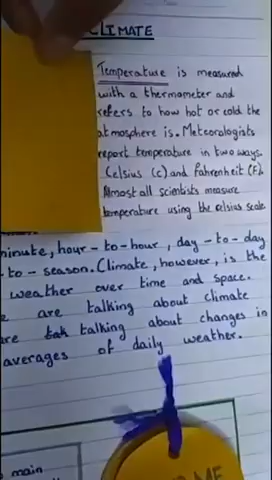 CLIMATE
Temperature is measured
with a thermometer and
refers to how hot or cold the
atmosphere is. Meteorologists
report temperature in two ways.
Celsius (c) and Fahrenheit (F).
Almost all scientists measure
temperature using the celsius scale
minute, hour-to-hour, day-to-day
-to-season. Climate, however, is the
weather over time and space.
are talking about climate
talking about changes in
averages of daily weather.
main
ME